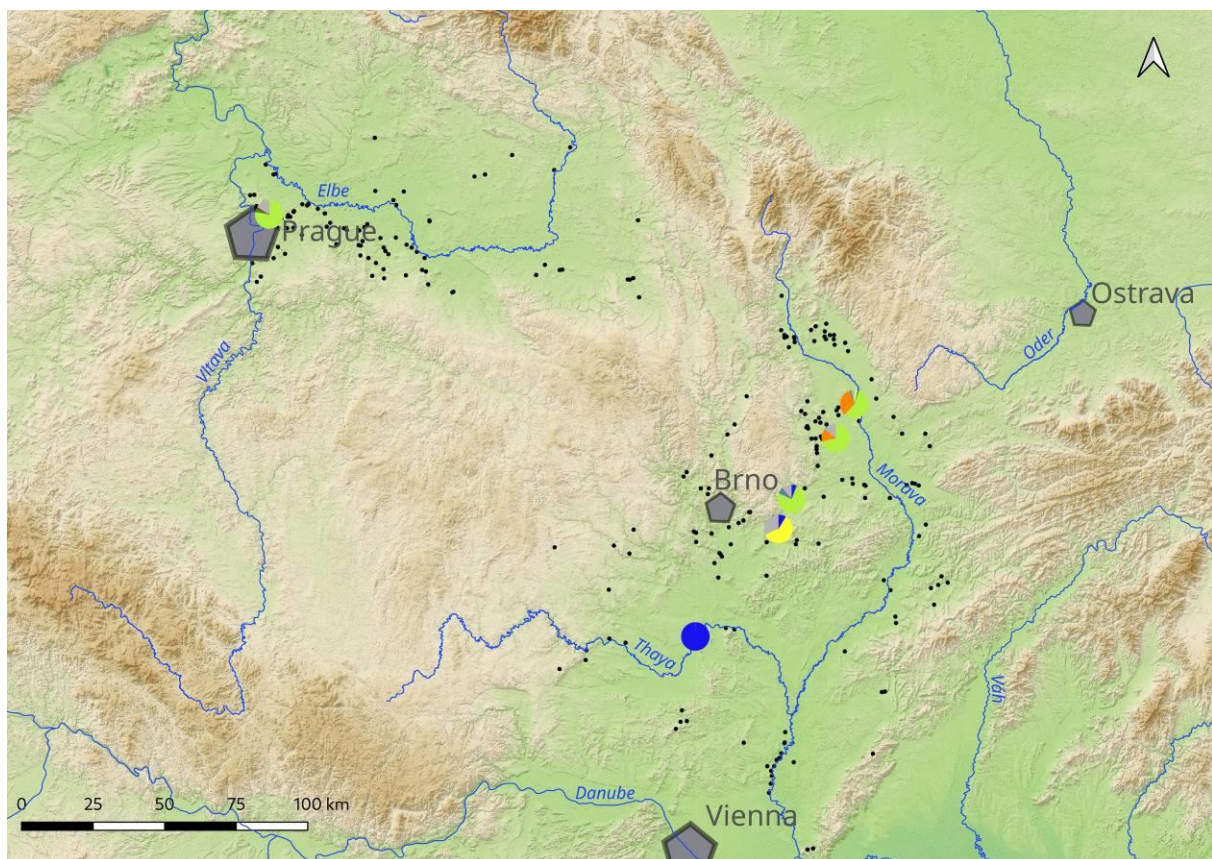 Elbe
Prague
Ostrava
Vltava
Oder
Brno
Morava
Thaya
Váh
0 25 50 75 100 km
Danube
Vienna